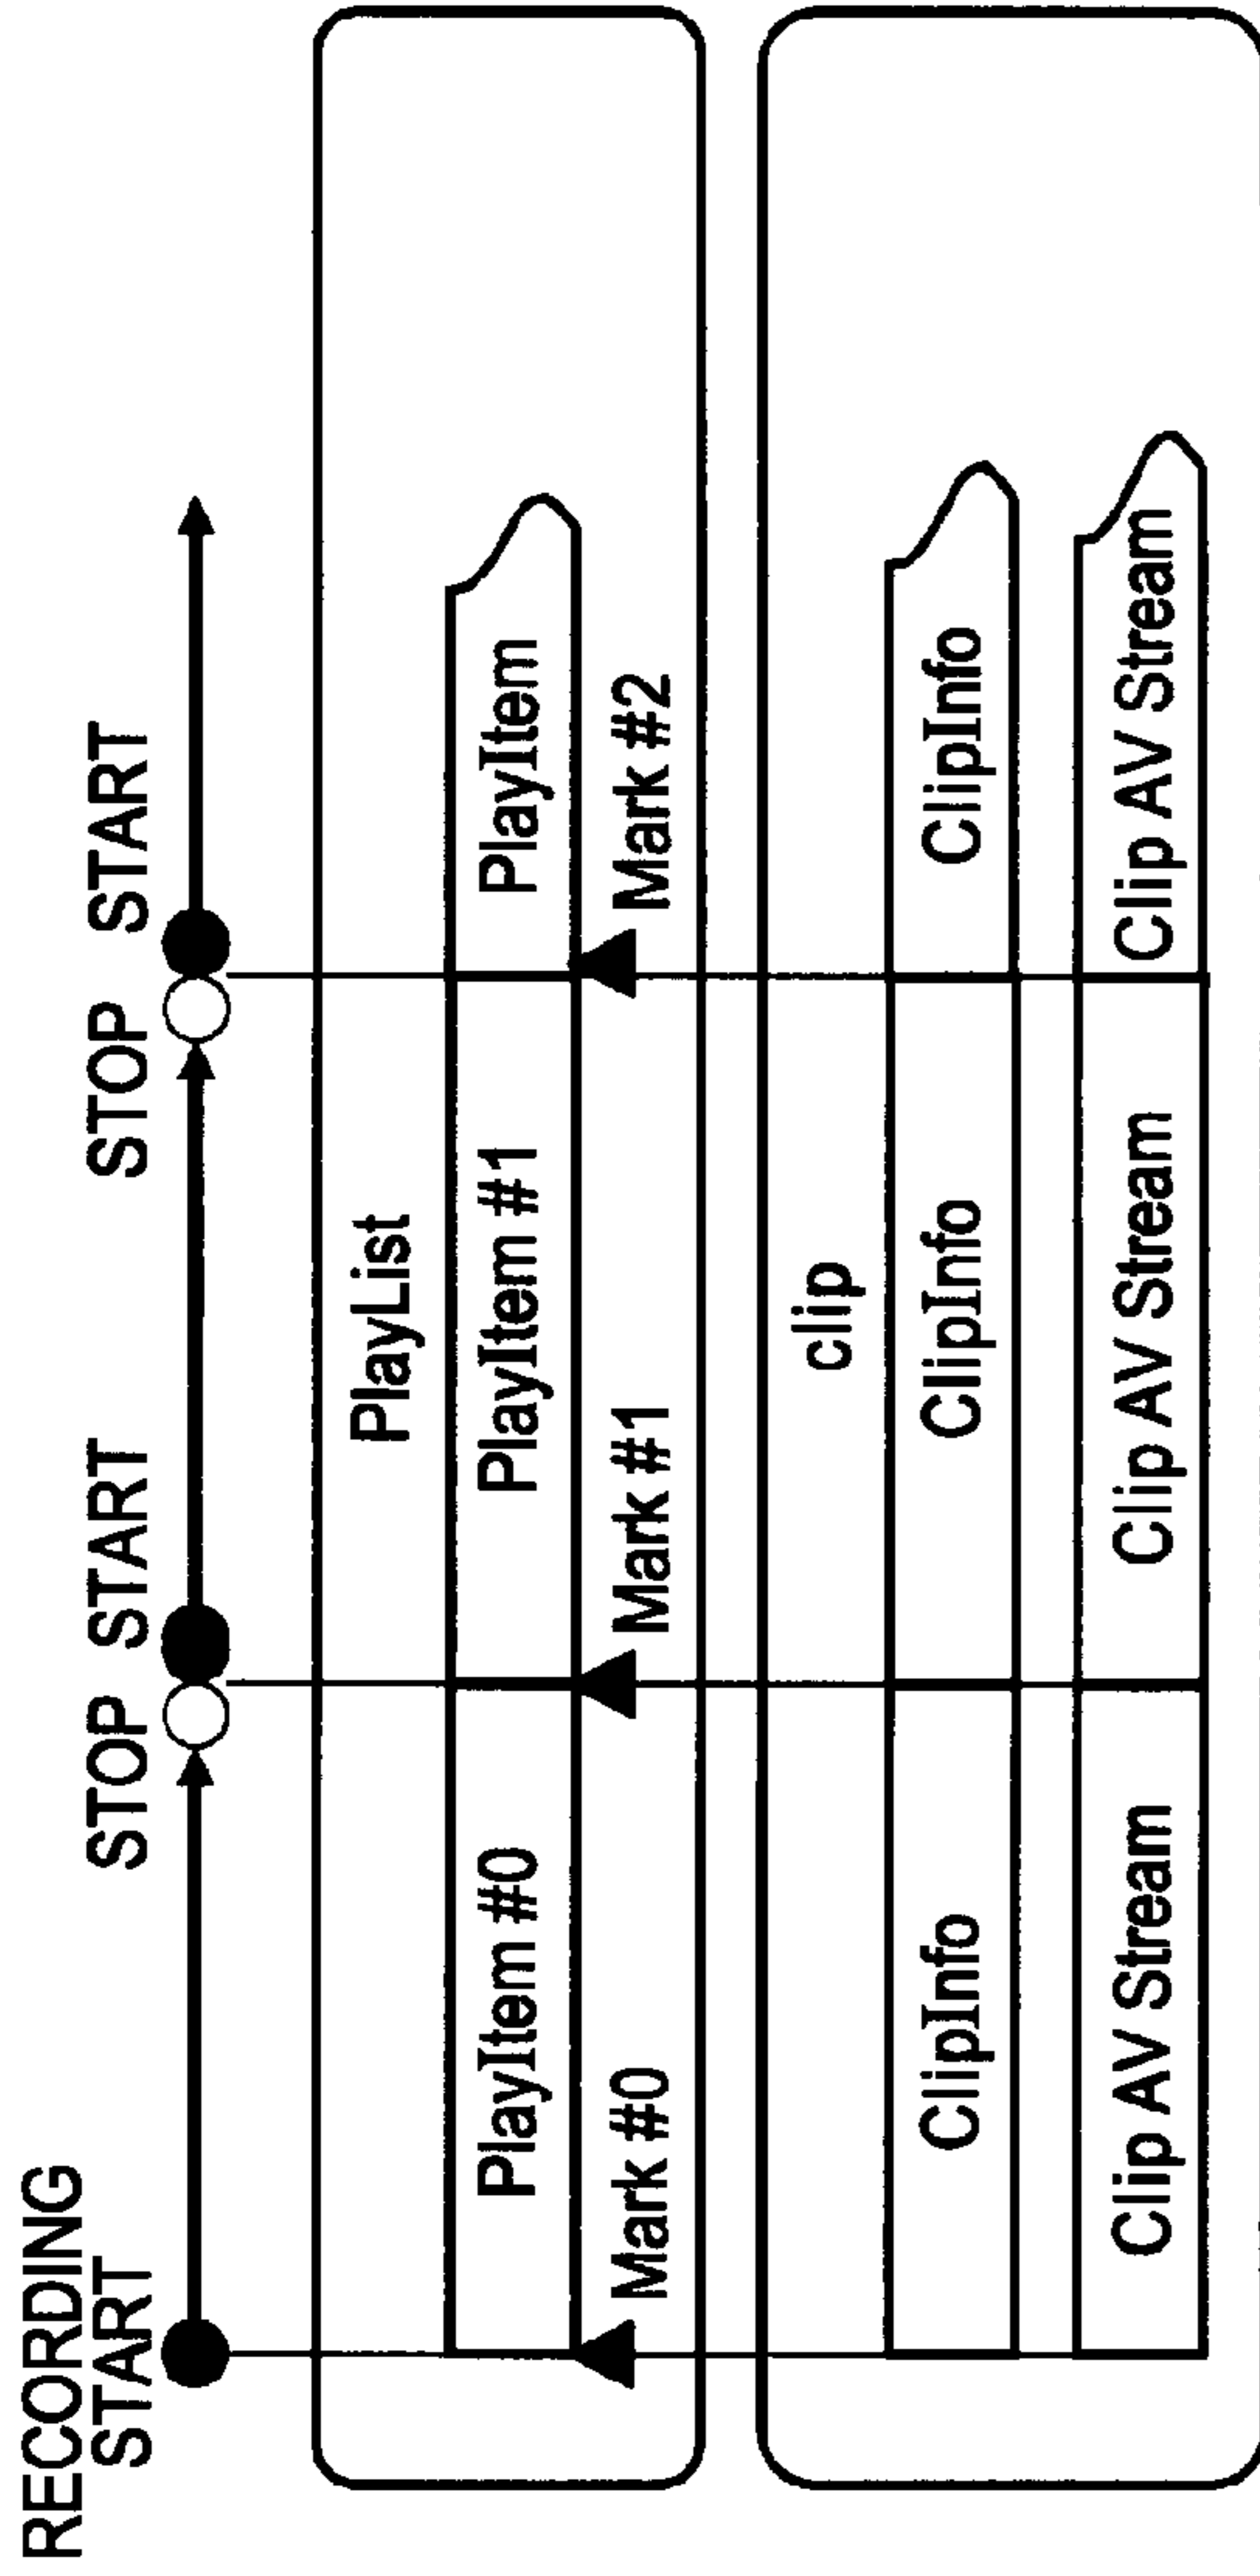 RECORDING
START
STOP START
STOP START
PlayList
PlayItem #0
PlayItem #1
PlayItem
Mark #0
Mark #1
Mark #2
clip
ClipInfo
ClipInfo
ClipInfo
Clip AV Stream
Clip AV Stream
Clip AV Stream